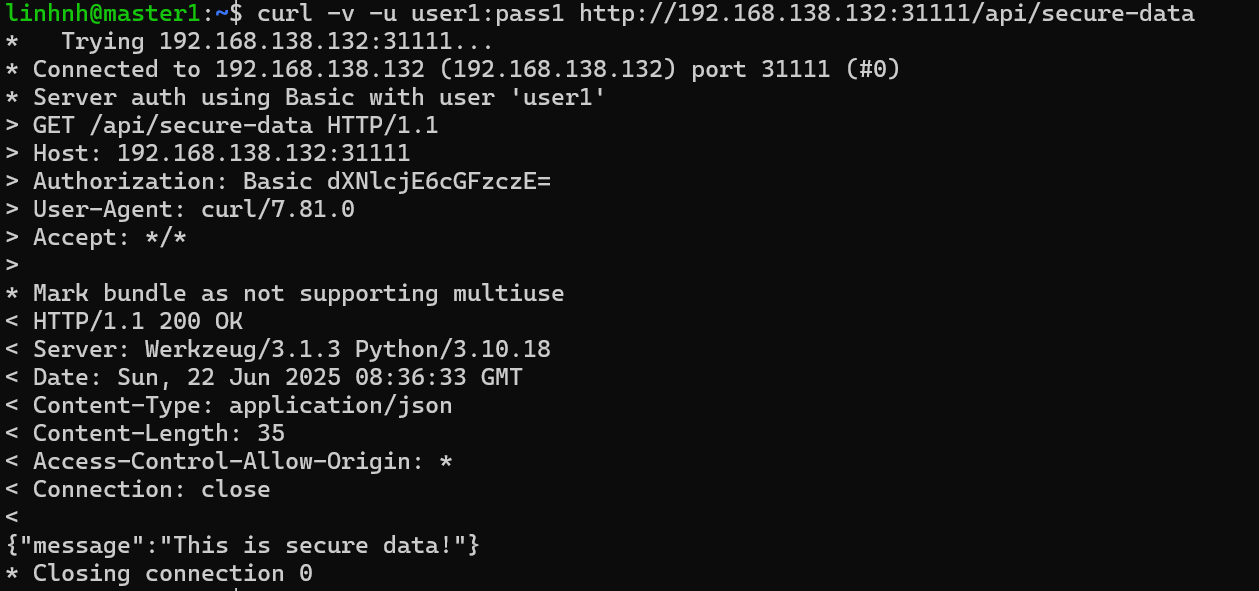 linhnh@master1:~$ curl -v -u user1:pass1 http://192.168.138.132:31111/api/secure-data
*   Trying 192.168.138.132:31111...
* Connected to 192.168.138.132 (192.168.138.132) port 31111 (#0)
* Server auth using Basic with user 'user1'
> GET /api/secure-data HTTP/1.1
> Host: 192.168.138.132:31111
> Authorization: Basic dXNlcjE6cGFzczE=
> User-Agent: curl/7.81.0
> Accept: */*
>
* Mark bundle as not supporting multiuse
< HTTP/1.1 200 OK
< Server: Werkzeug/3.1.3 Python/3.10.18
< Date: Sun, 22 Jun 2025 08:36:33 GMT
< Content-Type: application/json
< Content-Length: 35
< Access-Control-Allow-Origin: *
< Connection: close
<
{"message":"This is secure data!"}
* Closing connection 0